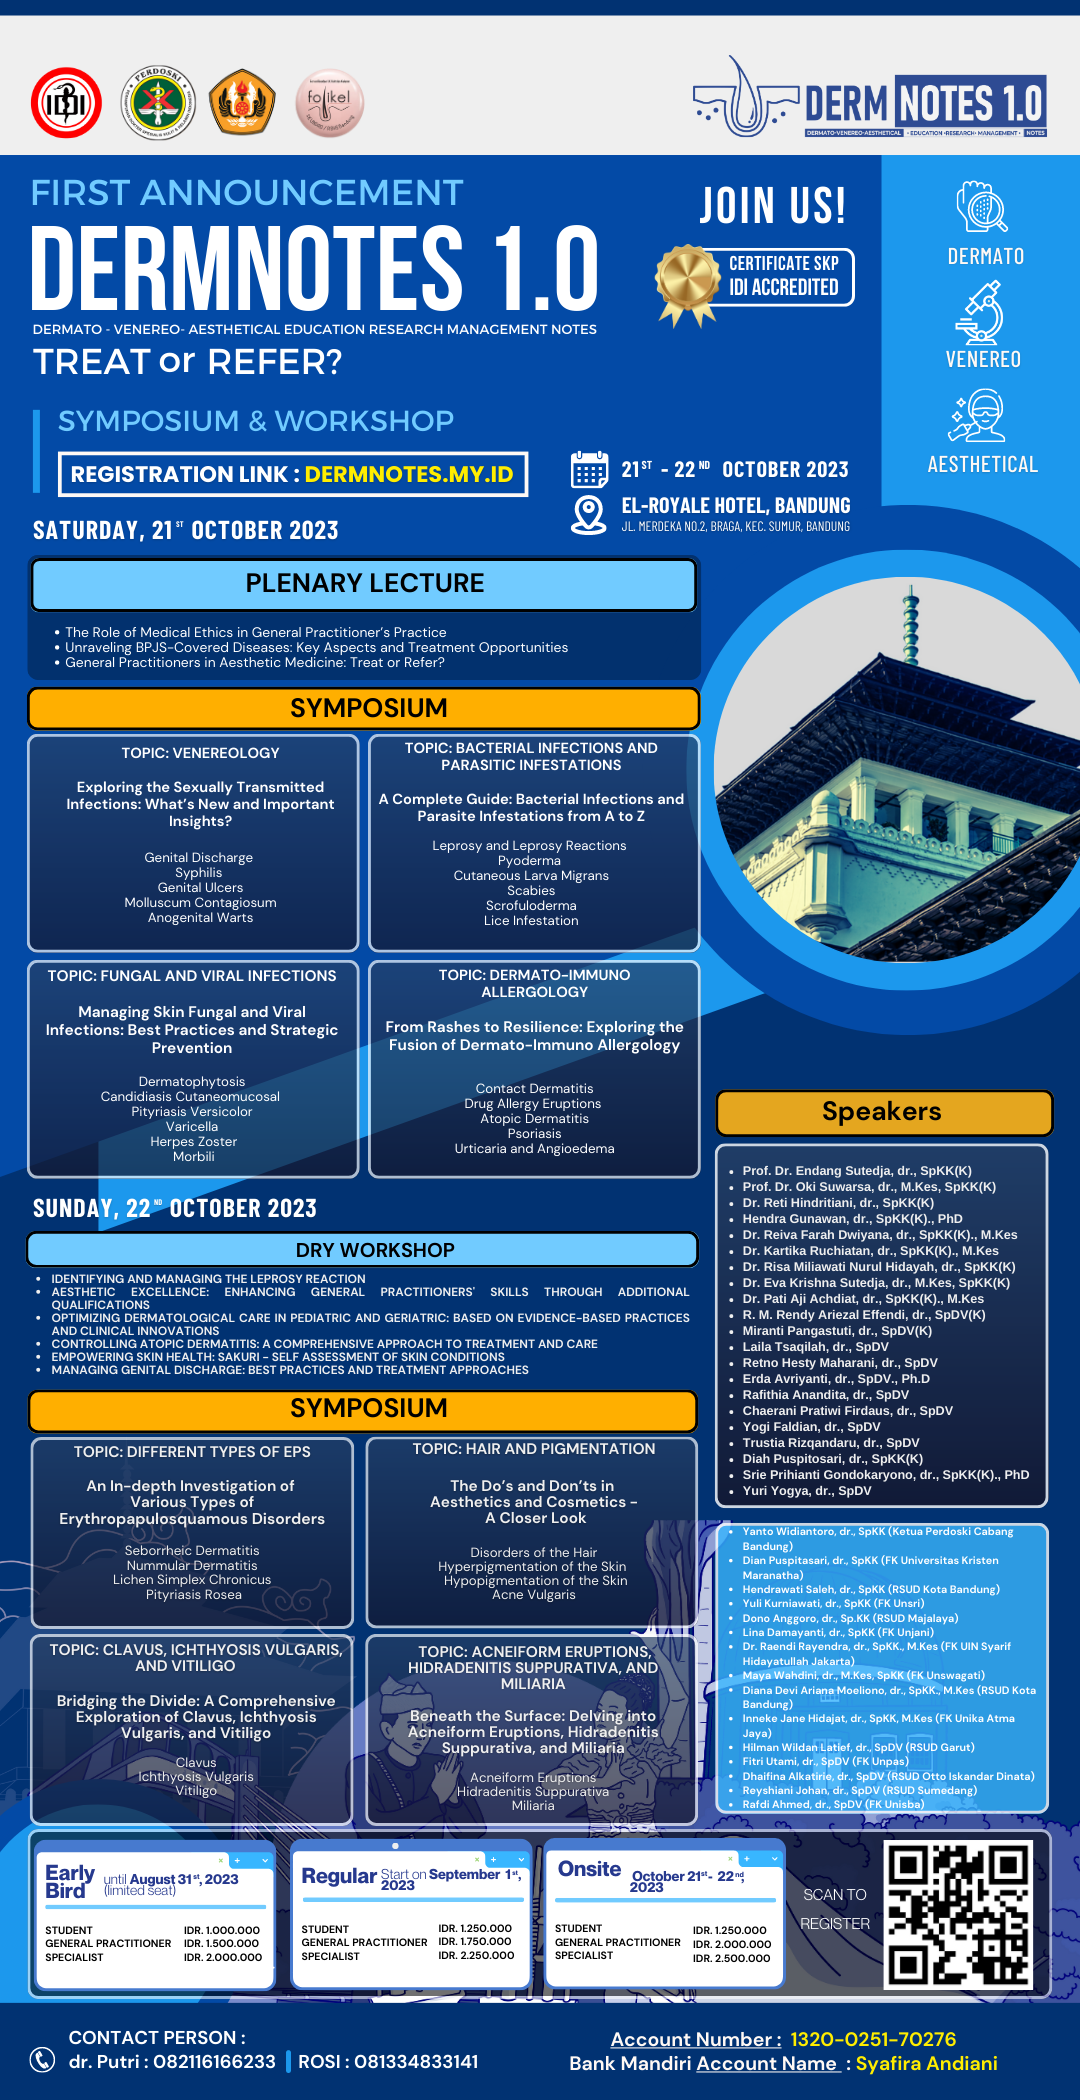 IDI
PERDOSKI
folikel
DERM NOTES 1.0
DERMATO-VENEREO-AESTHETICAL • EDUCATION •RESEARCH• MANAGEMENT • NOTES
FIRST ANNOUNCEMENT
DERMNOTES 1.0
DERMATO - VENEREO- AESTHETICAL EDUCATION RESEARCH MANAGEMENT NOTES
TREAT or REFER?
JOIN US!
CERTIFICATE SKP
IDI ACCREDITED
DERMATO
VENEREO
AESTHETICAL
SYMPOSIUM & WORKSHOP
REGISTRATION LINK : DERMNOTES.MY.ID
21ST - 22ND OCTOBER 2023
EL-ROYALE HOTEL, BANDUNG
JL. MERDEKA NO.2, BRAGA, KEC. SUMUR, BANDUNG
SATURDAY, 21ST OCTOBER 2023
PLENARY LECTURE
• The Role of Medical Ethics in General Practitioner's Practice
• Unraveling BPJS-Covered Diseases: Key Aspects and Treatment Opportunities
• General Practitioners in Aesthetic Medicine: Treat or Refer?
SYMPOSIUM
TOPIC: VENEREOLOGY
Exploring the Sexually Transmitted
Infections: What's New and Important
Insights?
Genital Discharge
Syphilis
Genital Ulcers
Molluscum Contagiosum
Anogenital Warts
TOPIC: BACTERIAL INFECTIONS AND
PARASITIC INFESTATIONS
A Complete Guide: Bacterial Infections and
Parasite Infestations from A to Z
Leprosy and Leprosy Reactions
Pyoderma
Cutaneous Larva Migrans
Scabies
Scrofuloderma
Lice Infestation
TOPIC: FUNGAL AND VIRAL INFECTIONS
Managing Skin Fungal and Viral
Infections: Best Practices and Strategic
Prevention
Dermatophytosis
Candidiasis Cutaneomucosal
Pityriasis Versicolor
Varicella
Herpes Zoster
Morbili
TOPIC: DERMATO-IMMUNO
ALLERGOLOGY
From Rashes to Resilience: Exploring the
Fusion of Dermato-Immuno Allergology
Contact Dermatitis
Drug Allergy Eruptions
Atopic Dermatitis
Psoriasis
Urticaria and Angioedema
SUNDAY, 22ND OCTOBER 2023
DRY WORKSHOP
• IDENTIFYING AND MANAGING THE LEPROSY REACTION
• AESTHETIC EXCELLENCE: ENHANCING GENERAL PRACTITIONERS' SKILLS THROUGH ADDITIONAL
QUALIFICATIONS
• OPTIMIZING DERMATOLOGICAL CARE IN PEDIATRIC AND GERIATRIC: BASED ON EVIDENCE-BASED PRACTICES
AND CLINICAL INNOVATIONS
• CONTROLLING ATOPIC DERMATITIS: A COMPREHENSIVE APPROACH TO TREATMENT AND CARE
• EMPOWERING SKIN HEALTH: SAKURI - SELF ASSESSMENT OF SKIN CONDITIONS
• MANAGING GENITAL DISCHARGE: BEST PRACTICES AND TREATMENT APPROACHES
SYMPOSIUM
TOPIC: DIFFERENT TYPES OF EPS
An In-depth Investigation of
Various Types of
Erythropapulosquamous Disorders
Seborrheic Dermatitis
Nummular Dermatitis
Lichen Simplex Chronicus
Pityriasis Rosea
TOPIC: HAIR AND PIGMENTATION
The Do's and Don'ts in
Aesthetics and Cosmetics -
A Closer Look
Disorders of the Hair
Hyperpigmentation of the Skin
Hypopigmentation of the Skin
Acne Vulgaris
TOPIC: CLAVUS, ICHTHYOSIS VULGARIS,
AND VITILIGO
Bridging the Divide: A Comprehensive
Exploration of Clavus, Ichthyosis
Vulgaris, and Vitiligo
Clavus
Ichthyosis Vulgaris
Vitiligo
TOPIC: ACNEIFORM ERUPTIONS,
HIDRADENITIS SUPPURATIVA, AND
MILIARIA
Beneath the Surface: Delving into
Acneiform Eruptions, Hidradenitis
Suppurativa, and Miliaria
Acneiform Eruptions
Hidradenitis Suppurativa
Miliaria
Speakers
• Prof. Dr. Endang Sutedja, dr., SpKK(K)
• Prof. Dr. Oki Suwarsa, dr., M.Kes, SpKK(K)
• Dr. Reti Hindritiani, dr., SpKK(K)
• Hendra Gunawan, dr., SpKK(K)., PhD
• Dr. Reiva Farah Dwiyana, dr., SpKK(K)., M.Kes
• Dr. Kartika Ruchiatan, dr., SpKK(K)., M.Kes
• Dr. Risa Miliawati Nurul Hidayah, dr., SpKK(K)
• Dr. Eva Krishna Sutedja, dr., M.Kes, SpKK(K)
• Dr. Pati Aji Achdiat, dr., SpKK(K)., M.Kes
• R. M. Rendy Ariezal Effendi, dr., SpDV(K)
• Miranti Pangastuti, dr., SpDV(K)
• Laila Tsaqilah, dr., SpDV
• Retno Hesty Maharani, dr., SpDV
• Erda Avriyanti, dr., SpDV., Ph.D
• Rafithia Anandita, dr., SpDV
• Chaerani Pratiwi Firdaus, dr., SpDV
• Yogi Faldian, dr., SpDV
• Trustia Rizqandaru, dr., SpDV
• Diah Puspitosari, dr., SpKK(K)
• Srie Prihianti Gondokaryono, dr., SpKK(K)., PhD
• Yuri Yogya, dr., SpDV
• Yanto Widiantoro, dr., SpKK (Ketua Perdoski Cabang
Bandung)
• Dian Puspitasari, dr., SpKK (FK Universitas Kristen
Maranatha)
• Hendrawati Saleh, dr., SpKK (RSUD Kota Bandung)
• Yuli Kurniawati, dr., SpKK (FK Unsri)
• Dono Anggoro, dr., Sp.KK (RSUD Majalaya)
• Lina Damayanti, dr., SpKK (FK Unjani)
• Dr. Raendi Rayendra, dr., SpKK., M.Kes (FK UIN Syarif
Hidayatullah Jakarta)
• Maya Wahdini, dr., M.Kes, SpKK (FK Unswagati)
• Diana Devi Ariana Moeliono, dr., SpKK., M.Kes (RSUD Kota
Bandung)
• Inneke Jane Hidajat, dr., SpKK, M.Kes (FK Unika Atma
Jaya)
• Hilman Wildan Latief, dr., SpDV (RSUD Garut)
• Fitri Utami, dr., SpDV (FK Unpas)
• Dhaifina Alkatirie, dr., SpDV (RSUD Otto Iskandar Dinata)
• Reyshiani Johan, dr., SpDV (RSUD Sumedang)
• Rafdi Ahmed, dr., SpDV (FK Unisba)
Early Bird until August 31st, 2023
(limited seat)
STUDENT IDR. 1.000.000
GENERAL PRACTITIONER IDR. 1.500.000
SPECIALIST IDR. 2.000.000
Regular Start on September 1st,
2023
STUDENT IDR. 1.250.000
GENERAL PRACTITIONER IDR. 1.750.000
SPECIALIST IDR. 2.250.000
Onsite October 21st- 22nd,
2023
STUDENT IDR. 1.250.000
GENERAL PRACTITIONER IDR. 2.000.000
SPECIALIST IDR. 2.500.000
SCAN TO
REGISTER
CONTACT PERSON :
dr. Putri : 082116166233 | ROSI : 081334833141
Account Number : 1320-0251-70276
Bank Mandiri Account Name : Syafira Andiani